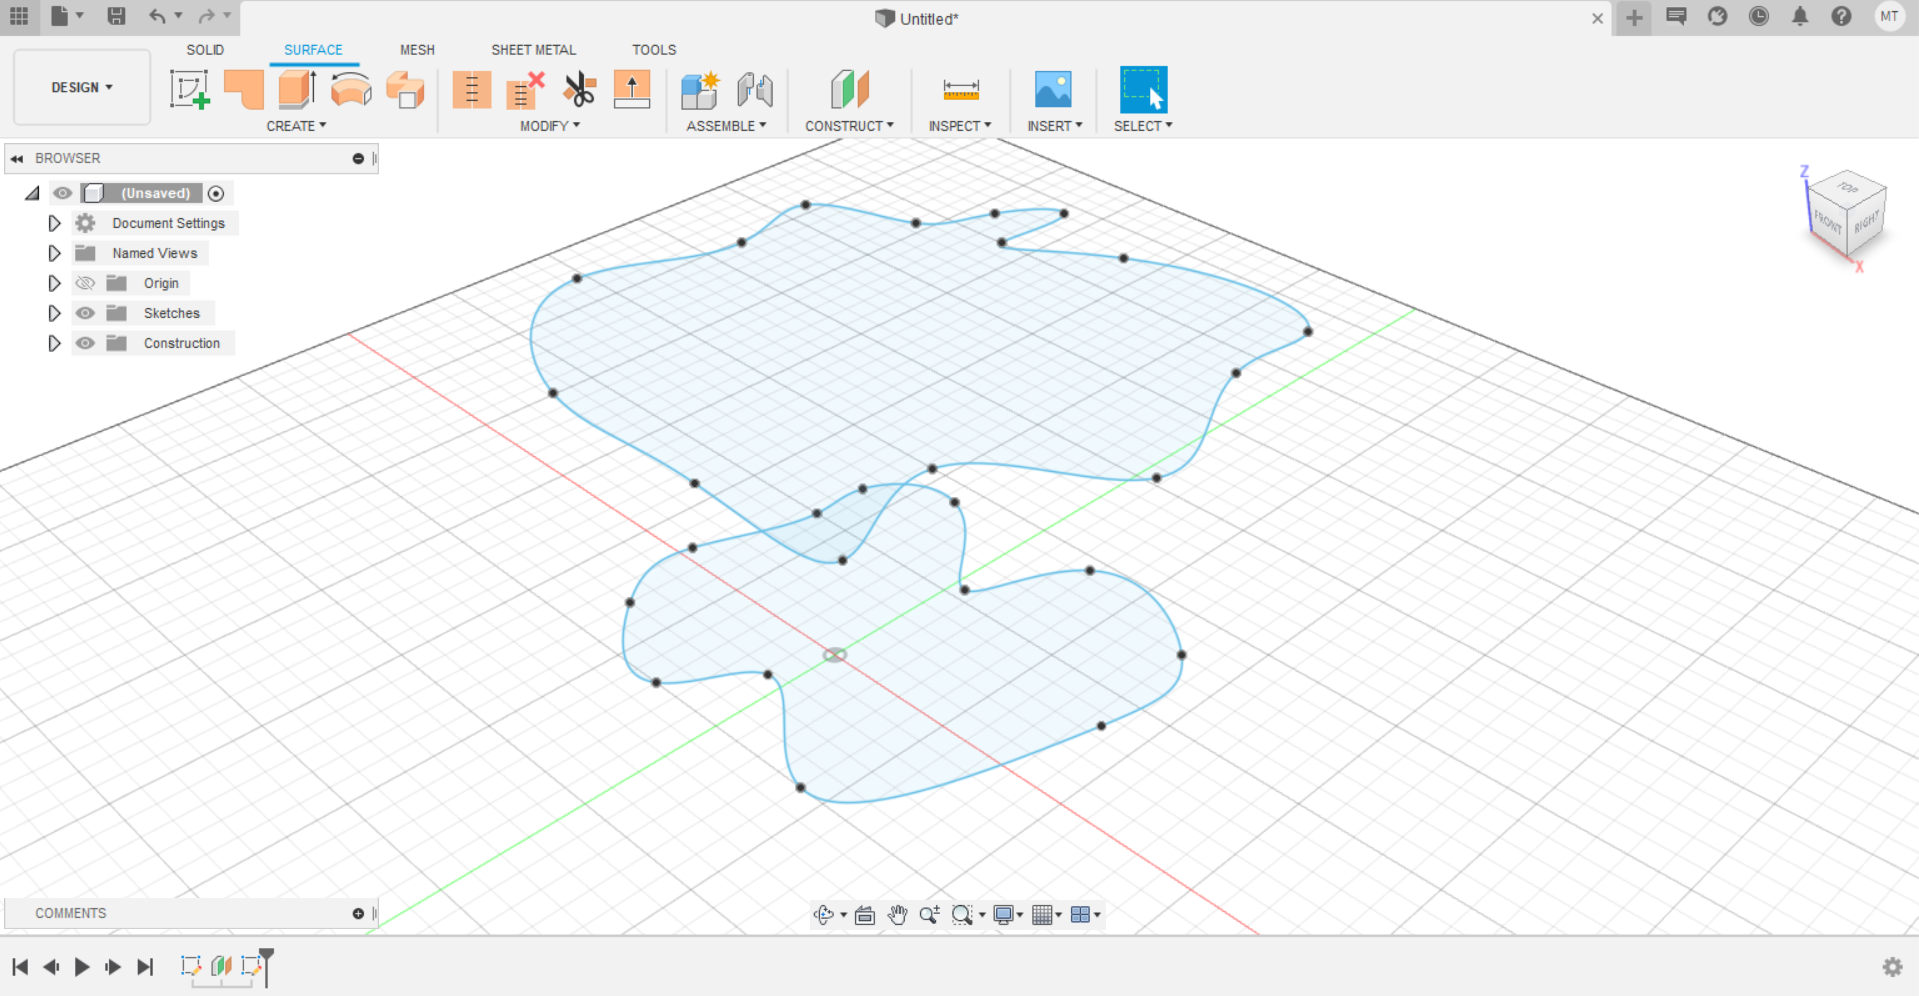 Untitled*
MT
SOLID SURFACE MESH SHEET METAL TOOLS
DESIGN
CREATE MODIFY ASSEMBLE CONSTRUCT INSPECT INSERT SELECT
BROWSER
(Unsaved)
Document Settings
Named Views
Origin
Sketches
Construction
Z
TOP
FRONT RIGHT
X
COMMENTS